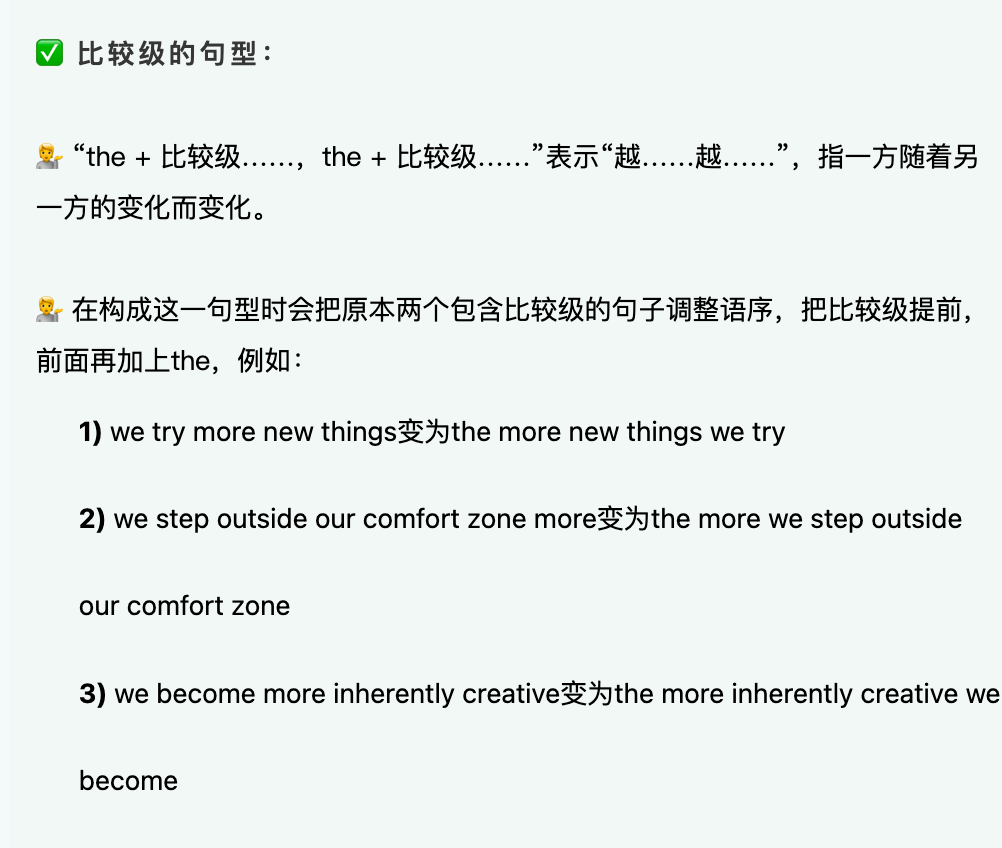 ✅ 比较级的句型：
💁 “the + 比较级……，the + 比较级……”表示“越……越……”，指一方随着另
一方的变化而变化。
💁 在构成这一句型时会把原本两个包含比较级的句子调整语序，把比较级提前，
前面再加上the，例如：
1) we try more new things变为the more new things we try
2) we step outside our comfort zone more变为the more we step outside
our comfort zone
3) we become more inherently creative变为the more inherently creative we
become